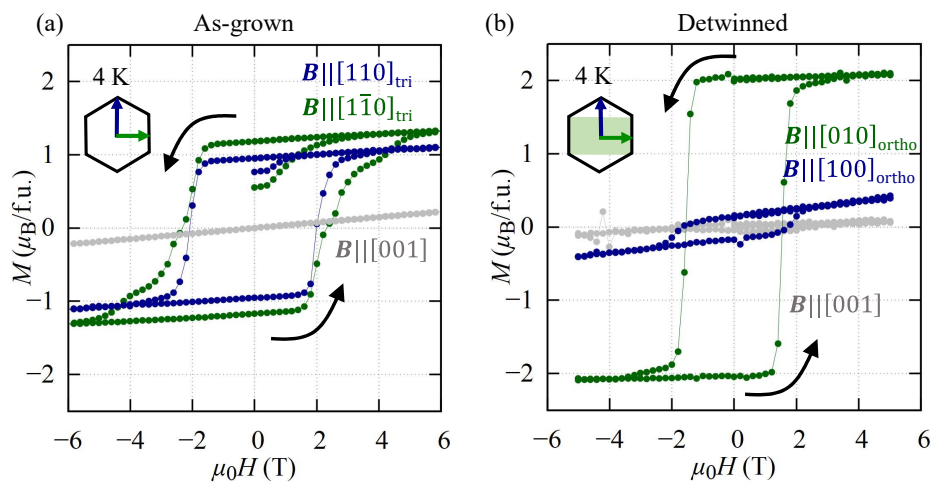 (a) As-grown
4 K
B||[110]tri
B||[11̄0]tri
B||[001]
M (μB/f.u.)
2
1
0
−1
−2
−6 −4 −2 0 2 4 6
μ0H (T)
(b) Detwinned
4 K
B||[010]ortho
B||[100]ortho
B||[001]
M (μB/f.u.)
2
1
0
−1
−2
−6 −4 −2 0 2 4 6
μ0H (T)